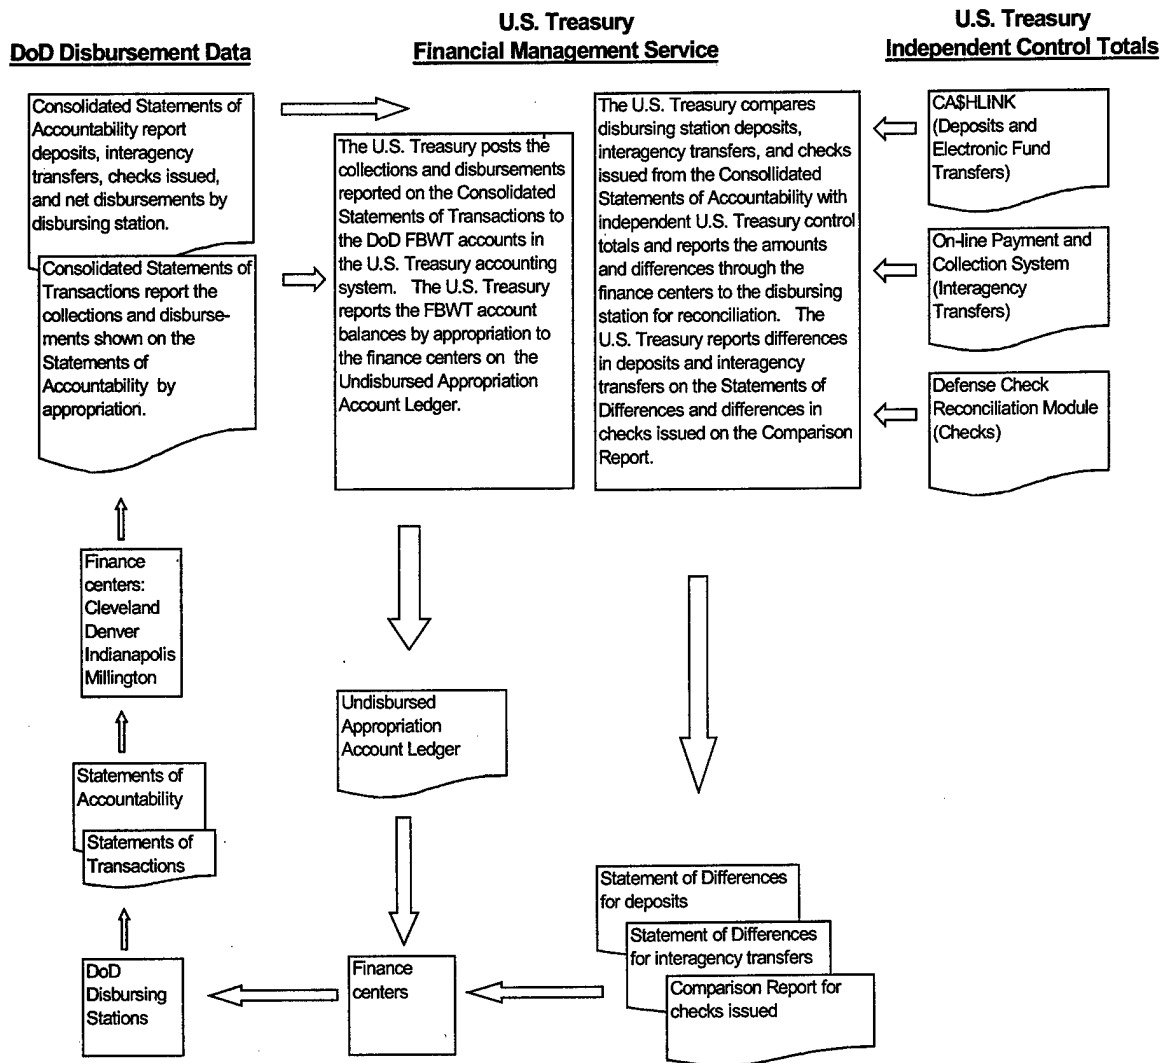 DoD Disbursement Data
U.S. Treasury
Financial Management Service
U.S. Treasury
Independent Control Totals
Consolidated Statements of
Accountability report
deposits, interagency
transfers, checks issued,
and net disbursements by
disbursing station.
Consolidated Statements of
Transactions report the
collections and disburse-
ments shown on the
Statements of
Accountability by
appropriation.
The U.S. Treasury posts the
collections and disbursements
reported on the Consolidated
Statements of Transactions to
the DoD FBWT accounts in
the U.S. Treasury accounting
system. The U.S. Treasury
reports the FBWT account
balances by appropriation to
the finance centers on the
Undisbursed Appropriation
Account Ledger.
The U.S. Treasury compares
disbursing station deposits,
interagency transfers, and checks
issued from the Consollidated
Statements of Accountability with
independent U.S. Treasury control
totals and reports the amounts
and differences through the
finance centers to the disbursing
station for reconciliation. The
U.S. Treasury reports differences
in deposits and interagency
transfers on the Statements of
Differences and differences in
checks issued on the Comparison
Report.
CA$HLINK
(Deposits and
Electronic Fund
Transfers)
On-line Payment and
Collection System
(Interagency
Transfers)
Defense Check
Reconciliation Module
(Checks)
Finance
centers:
Cleveland
Denver
Indianapolis
Millington
Undisbursed
Appropriation
Account Ledger
Statements of
Accountability
Statements of
Transactions
Statement of Differences
for deposits
Statement of Differences
for interagency transfers
Comparison Report for
checks issued
DoD
Disbursing
Stations
Finance
centers